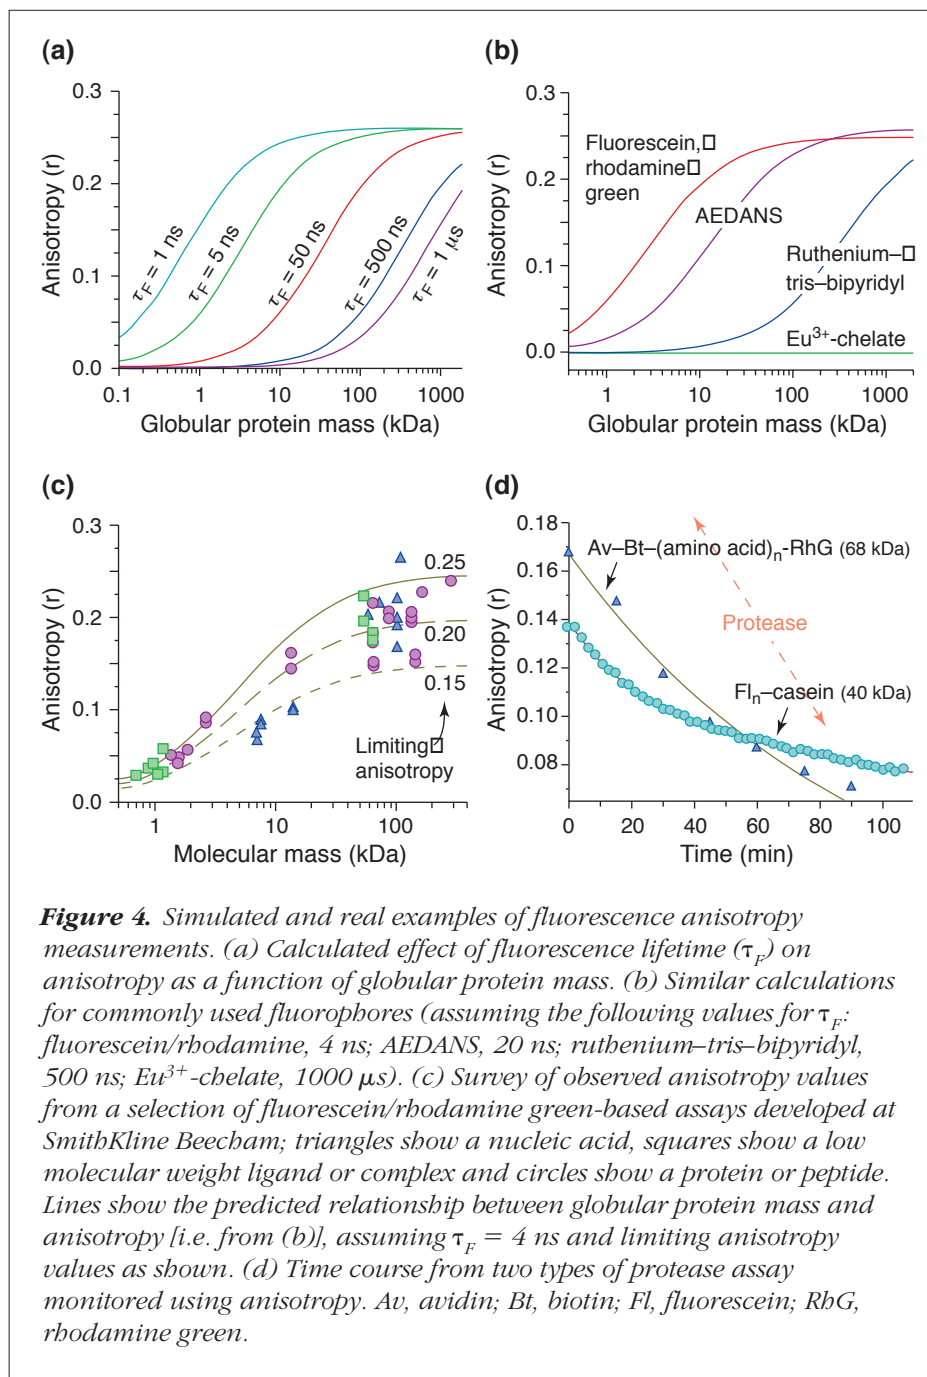 (a)
0.3
0.2
0.1
0.0
Anisotropy (r)
τF = 1 ns
τF = 5 ns
τF = 50 ns
τF = 500 ns
τF = 1 μs
0.1 1 10 100 1000
Globular protein mass (kDa)
(b)
0.3
0.2
0.1
0.0
Anisotropy (r)
Fluorescein,□
rhodamine□
green
AEDANS
Ruthenium–□
tris–bipyridyl
Eu³⁺-chelate
1 10 100 1000
Globular protein mass (kDa)
(c)
0.3
0.2
0.1
0.0
Anisotropy (r)
0.25
0.20
0.15
Limiting□
anisotropy
1 10 100
Molecular mass (kDa)
(d)
0.18
0.16
0.14
0.12
0.10
0.08
Anisotropy (r)
Av–Bt–(amino acid)n-RhG (68 kDa)
Protease
Fln–casein (40 kDa)
0 20 40 60 80 100
Time (min)
Figure 4. Simulated and real examples of fluorescence anisotropy
measurements. (a) Calculated effect of fluorescence lifetime (τF) on
anisotropy as a function of globular protein mass. (b) Similar calculations
for commonly used fluorophores (assuming the following values for τF:
fluorescein/rhodamine, 4 ns; AEDANS, 20 ns; ruthenium–tris–bipyridyl,
500 ns; Eu³⁺-chelate, 1000 μs). (c) Survey of observed anisotropy values
from a selection of fluorescein/rhodamine green-based assays developed at
SmithKline Beecham; triangles show a nucleic acid, squares show a low
molecular weight ligand or complex and circles show a protein or peptide.
Lines show the predicted relationship between globular protein mass and
anisotropy [i.e. from (b)], assuming τF = 4 ns and limiting anisotropy
values as shown. (d) Time course from two types of protease assay
monitored using anisotropy. Av, avidin; Bt, biotin; Fl, fluorescein; RhG,
rhodamine green.